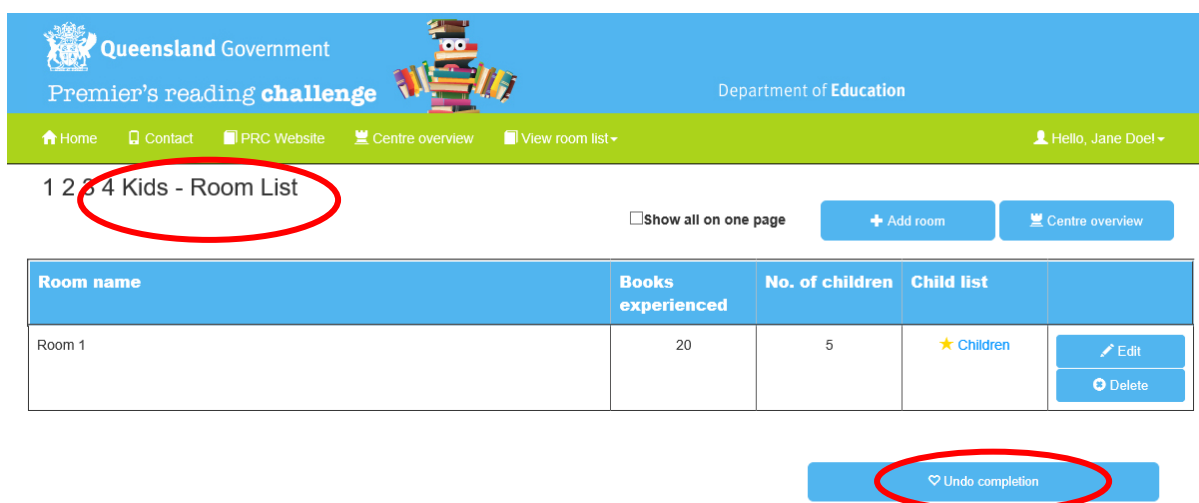 Queensland Government
Premier's reading challenge
Department of Education
Home Contact PRC Website Centre overview View room list Hello, Jane Doel
1 2 3 4 Kids - Room List
Show all on one page Add room Centre overview
Room name Books experienced No. of children Child list
Room 1 20 5 Children Edit
Delete
Undo completion